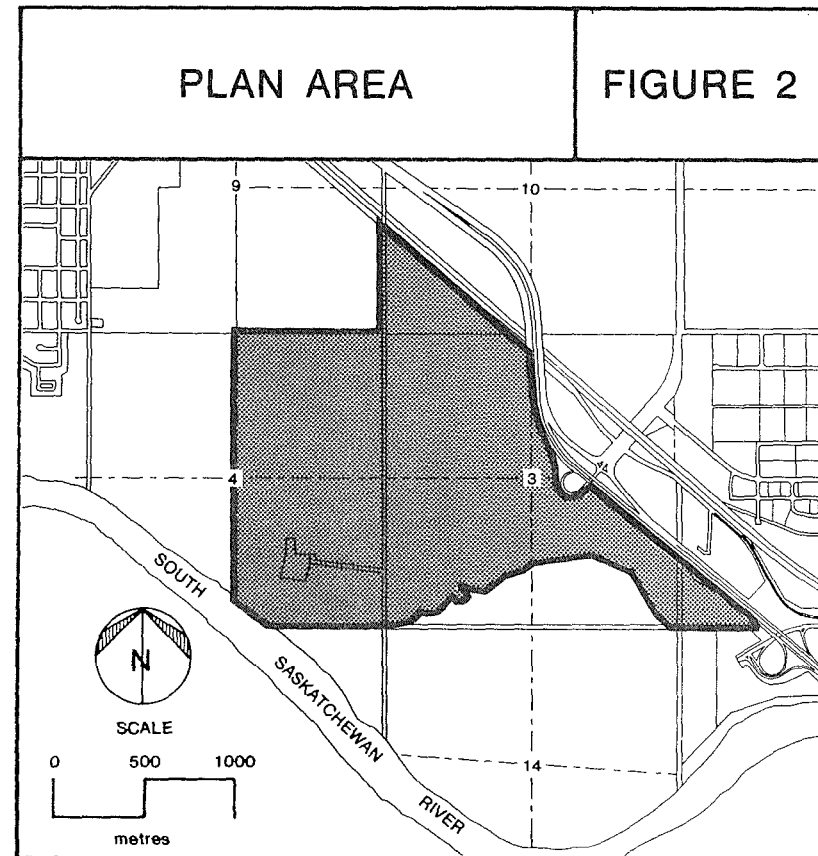 PLAN AREA
FIGURE 2
9
10
4
3
SOUTH
SASKATCHEWAN
RIVER
14
N
SCALE
0 500 1000
metres